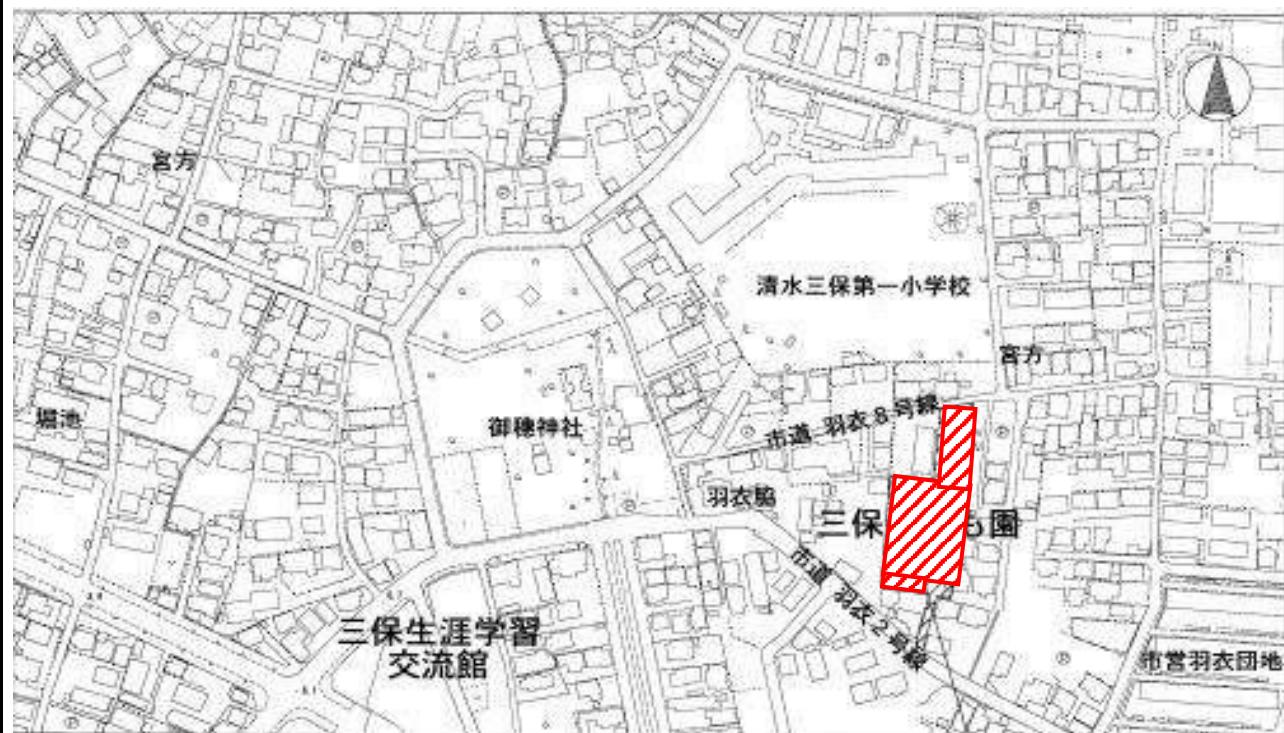 宮方
清水三保第一小学校
宮方
堀池
御穂神社
市道 羽衣8号線
羽衣脇
三保
も園
市道 羽衣2号線
三保生涯学習
交流館
市営羽衣団地